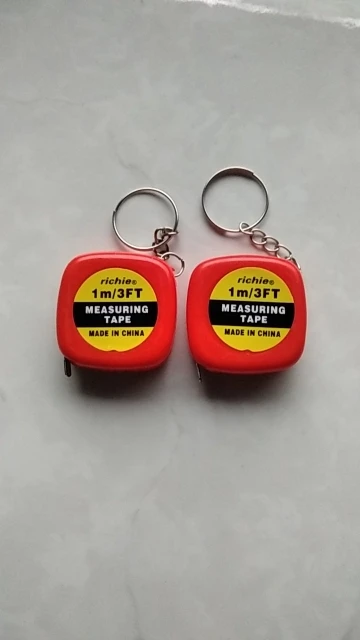 richie®
1m/3FT
MEASURING
TAPE
MADE IN CHINA
richie®
1m/3FT
MEASURING
TAPE
MADE IN CHINA